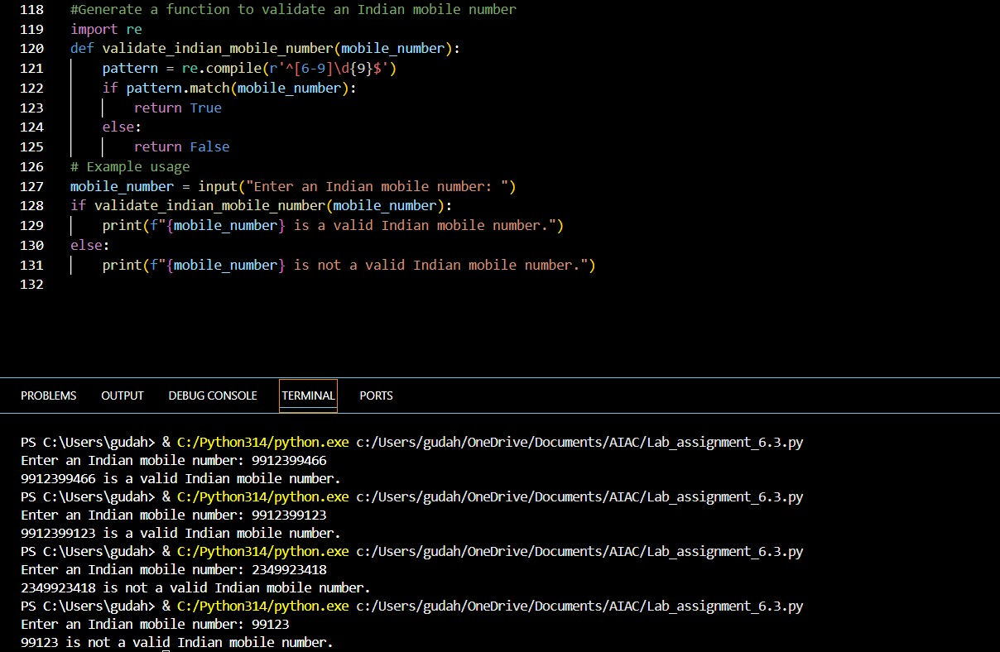 118 #Generate a function to validate an Indian mobile number
119 import re
120 def validate_indian_mobile_number(mobile_number):
121     pattern = re.compile(r'^[6-9]\d{9}$')
122     if pattern.match(mobile_number):
123         return True
124     else:
125         return False
126 # Example usage
127 mobile_number = input("Enter an Indian mobile number: ")
128 if validate_indian_mobile_number(mobile_number):
129     print(f"{mobile_number} is a valid Indian mobile number.")
130 else:
131     print(f"{mobile_number} is not a valid Indian mobile number.")
132
PROBLEMS OUTPUT DEBUG CONSOLE TERMINAL PORTS
PS C:\Users\gudah> & C:/Python314/python.exe c:/Users/gudah/OneDrive/Documents/AIAC/Lab_assignment_6.3.py
Enter an Indian mobile number: 9912399466
9912399466 is a valid Indian mobile number.
PS C:\Users\gudah> & C:/Python314/python.exe c:/Users/gudah/OneDrive/Documents/AIAC/Lab_assignment_6.3.py
Enter an Indian mobile number: 9912399123
9912399123 is a valid Indian mobile number.
PS C:\Users\gudah> & C:/Python314/python.exe c:/Users/gudah/OneDrive/Documents/AIAC/Lab_assignment_6.3.py
Enter an Indian mobile number: 2349923418
2349923418 is not a valid Indian mobile number.
PS C:\Users\gudah> & C:/Python314/python.exe c:/Users/gudah/OneDrive/Documents/AIAC/Lab_assignment_6.3.py
Enter an Indian mobile number: 99123
99123 is not a valid Indian mobile number.